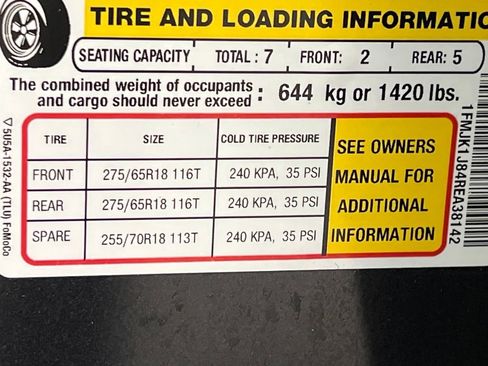 TIRE AND LOADING INFORMATIO
SEATING CAPACITY TOTAL : 7 FRONT: 2 REAR: 5
The combined weight of occupants
and cargo should never exceed : 644 kg or 1420 lbs.
TIRE SIZE COLD TIRE PRESSURE
FRONT 275/65R18 116T 240 KPA, 35 PSI
REAR 275/65R18 116T 240 KPA, 35 PSI
SPARE 255/70R18 113T 240 KPA, 35 PSI
SEE OWNERS
MANUAL FOR
ADDITIONAL
INFORMATION
5U5A-1532-AA (TLU) FoMoCo
1FMJK1J84REA38142